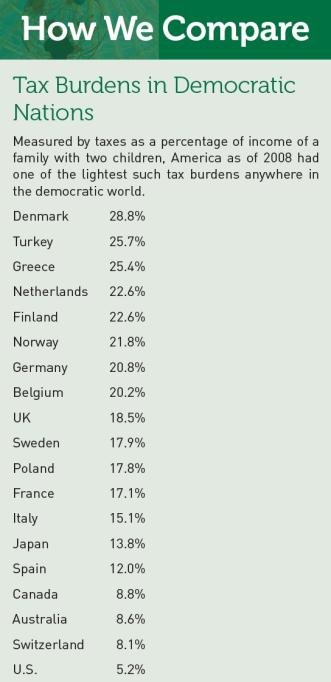 How We Compare
Tax Burdens in Democratic
Nations
Measured by taxes as a percentage of income of a
family with two children, America as of 2008 had
one of the lightest such tax burdens anywhere in
the democratic world.
Denmark 28.8%
Turkey 25.7%
Greece 25.4%
Netherlands 22.6%
Finland 22.6%
Norway 21.8%
Germany 20.8%
Belgium 20.2%
UK 18.5%
Sweden 17.9%
Poland 17.8%
France 17.1%
Italy 15.1%
Japan 13.8%
Spain 12.0%
Canada 8.8%
Australia 8.6%
Switzerland 8.1%
U.S. 5.2%